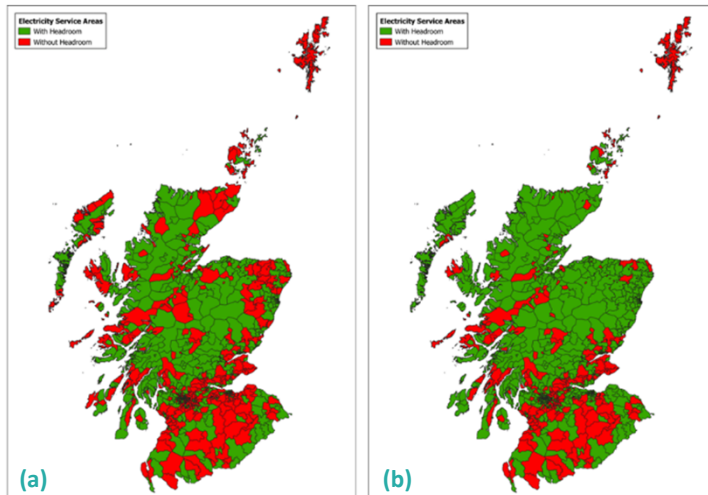 Electricity Service Areas
With Headroom
Without Headroom
(a)
Electricity Service Areas
With Headroom
Without Headroom
(b)